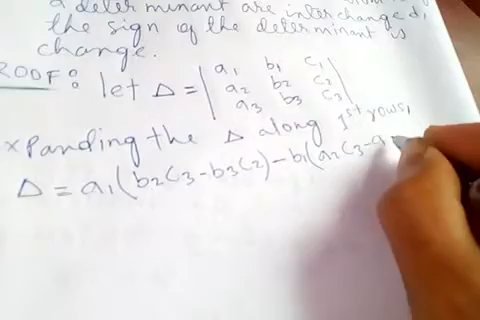 a determinant are interchanged,
the sign of the determinant is
change.
ROOF:
let Δ = | a₁ b₁ c₁
a₂ b₂ c₂
a₃ b₃ c₃ |
xpanding the Δ along 1st rows,
Δ = a₁(b₂c₃-b₃c₂)-b₁(a₂c₃-a